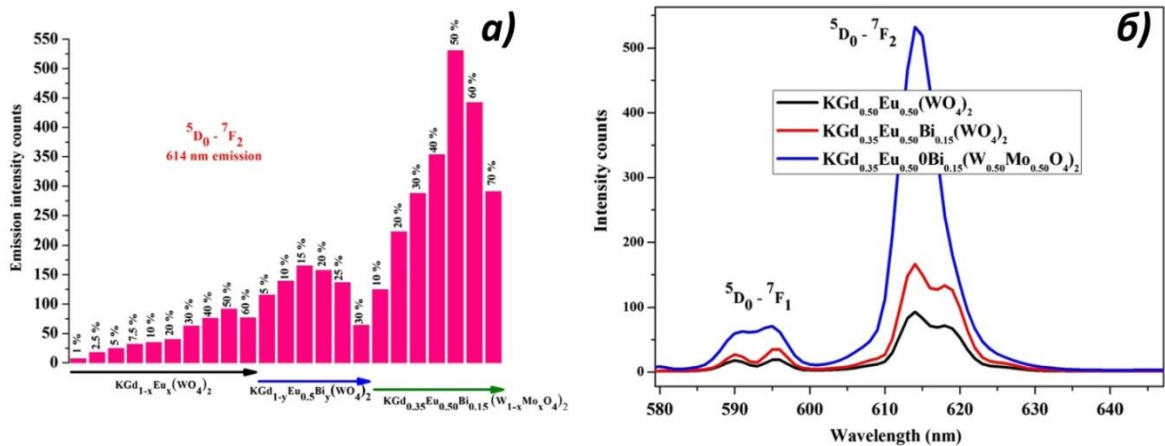 а)
550
500
450
400
350
300
250
200
150
100
50
0
Emission intensity counts
⁵D₀ - ⁷F₂
614 nm emission
1 %
2.5 %
5 %
7.5 %
10 %
20 %
30 %
40 %
50 %
60 %
5 %
10 %
15 %
20 %
25 %
30 %
10 %
20 %
30 %
40 %
50 %
60 %
70 %
KGd₁₋ₓEuₓ(WO₄)₂
KGd₁₋ᵧEu₀.₅Biᵧ(WO₄)₂
KGd₀.₃₅Eu₀.₅₀Bi₀.₁₅(W₁₋ₓMoₓO₄)₂
б)
500
400
300
200
100
0
Intensity counts
⁵D₀ - ⁷F₂
KGd₀.₅₀Eu₀.₅₀(WO₄)₂
KGd₀.₃₅Eu₀.₅₀Bi₀.₁₅(WO₄)₂
KGd₀.₃₅Eu₀.₅₀0Bi₀.₁₅(W₀.₅₀Mo₀.₅₀O₄)₂
⁵D₀ - ⁷F₁
580 590 600 610 620 630 640
Wavelength (nm)